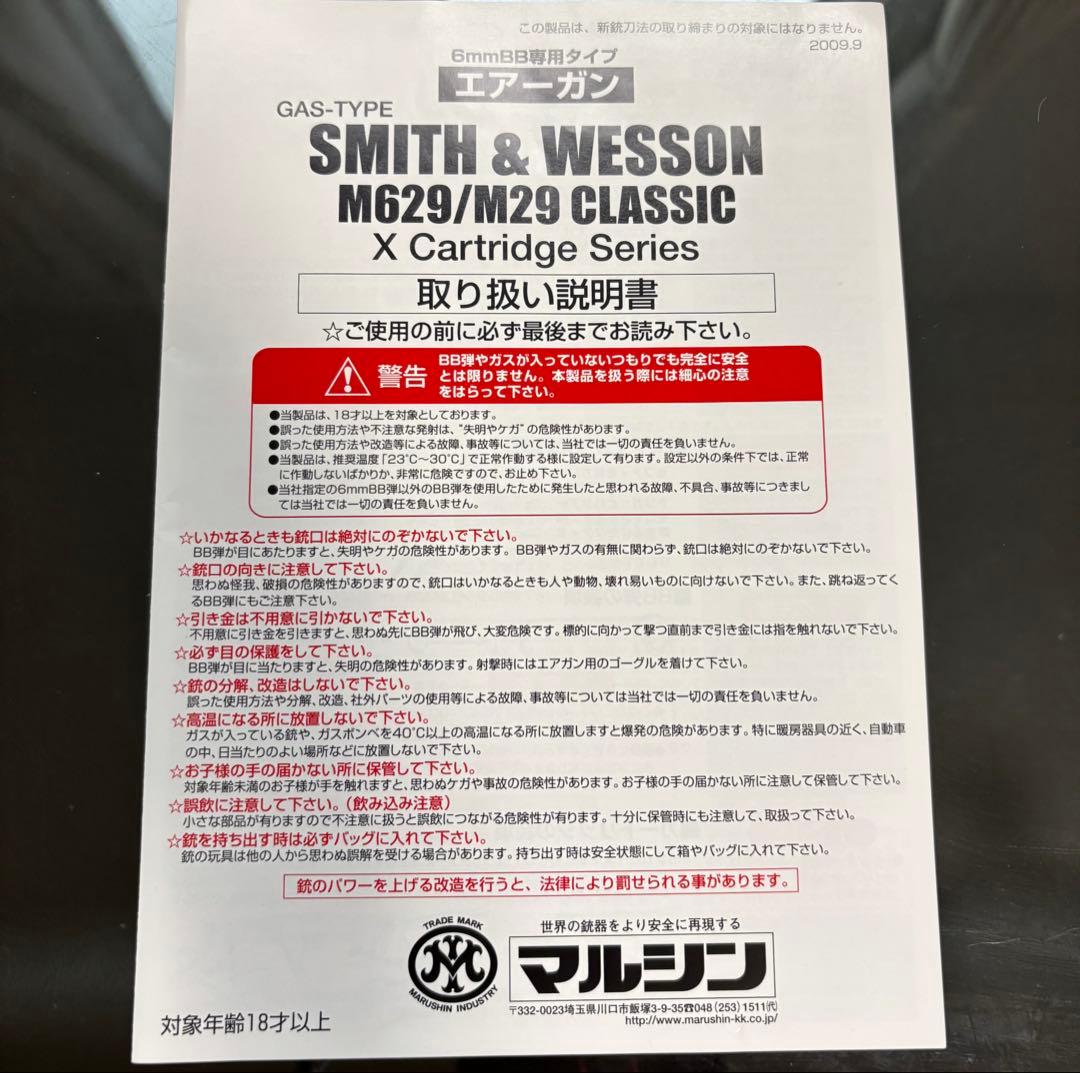 この製品は、新銃刀法の取り締まりの対象にはなりません。
2009.9
6mmBB専用タイプ
エアーガン
GAS-TYPE
SMITH & WESSON
M629/M29 CLASSIC
X Cartridge Series
取り扱い説明書
☆ご使用の前に必ず最後までお読み下さい。
警告
BB弾やガスが入っていないつもりでも完全に安全
とは限りません。本製品を扱う際には細心の注意
をはらって下さい。
●当製品は、18才以上を対象としております。
●誤った使用方法や不注意な発射は、"失明やケガ"の危険性があります。
●誤った使用方法や改造等による故障、事故等については、当社では一切の責任を負いません。
●当製品は、推奨温度「23℃～30℃」で正常作動する様に設定して有ります。設定以外の条件下では、正常
に作動しないばかりか、非常に危険ですので、お止め下さい。
●当社指定の6mmBB弾以外のBB弾を使用したために発生したと思われる故障、不具合、事故等につきまし
ては当社では一切の責任を負いません。
☆いかなるときも銃口は絶対にのぞかないで下さい。
BB弾が目にあたりますと、失明やケガの危険性があります。BB弾やガスの有無に関わらず、銃口は絶対にのぞかないで下さい。
☆銃口の向きに注意して下さい。
思わぬ怪我、破損の危険性がありますので、銃口はいかなるときも人や動物、壊れ易いものに向けないで下さい。また、跳ね返ってく
るBB弾にもご注意下さい。
☆引き金は不用意に引かないで下さい。
不用意に引き金を引きますと、思わぬ先にBB弾が飛び、大変危険です。標的に向かって撃つ直前まで引き金には指を触れないで下さい。
☆必ず目の保護をして下さい。
BB弾が目に当たりますと、失明の危険性があります。射撃時にはエアガン用のゴーグルを着けて下さい。
☆銃の分解、改造はしないで下さい。
誤った使用方法や分解、改造、社外パーツの使用等による故障、事故等については当社では一切の責任を負いません。
☆高温になる所に放置しないで下さい。
ガスが入っている銃や、ガスボンベを40℃以上の高温になる所に放置しますと爆発の危険があります。特に暖房器具の近く、自動車
の中、日当たりのよい場所などに放置しないで下さい。
☆お子様の手の届かない所に保管して下さい。
対象年齢未満のお子様が手を触れますと、思わぬケガや事故の危険性があります。お子様の手の届かない所に注意して保管して下さい。
☆誤飲に注意して下さい。（飲み込み注意）
小さな部品が有りますので不注意に扱うと誤飲につながる危険性が有ります。十分に保管時にも注意して、取扱って下さい。
☆銃を持ち出す時は必ずバッグに入れて下さい。
銃の玩具は他の人から思わぬ誤解を受ける場合があります。持ち出す時は安全状態にして箱やバッグに入れて下さい。
銃のパワーを上げる改造を行うと、法律により罰せられる事があります。
TRADE MARK
MARUSHIN INDUSTRY
世界の銃器をより安全に再現する
マルシン
〒332-0023埼玉県川口市飯塚3-9-35☎048(253)1511㈹
http://www.marushin-kk.co.jp/
対象年齢18才以上